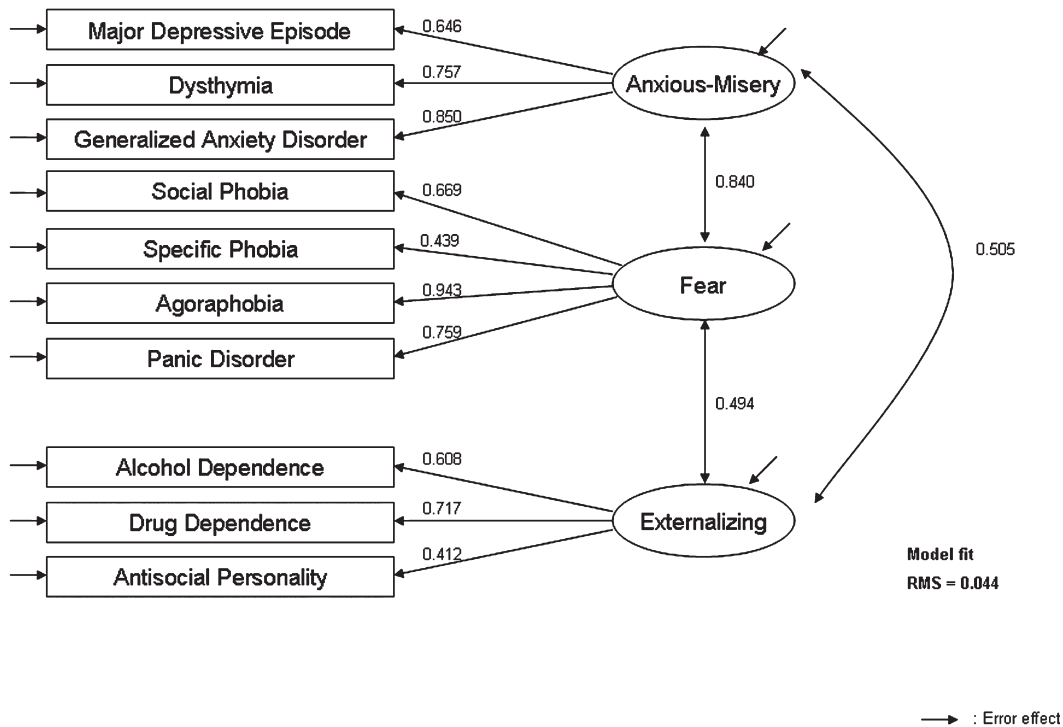 Major Depressive Episode
0.646
Dysthymia
0.757
Anxious-Misery
Generalized Anxiety Disorder
0.850
Social Phobia
0.669
0.840
Specific Phobia
0.439
0.505
Agoraphobia
0.943
Fear
Panic Disorder
0.759
0.494
Alcohol Dependence
0.608
Drug Dependence
0.717
Externalizing
Antisocial Personality
0.412
Model fit
RMS = 0.044
: Error effect